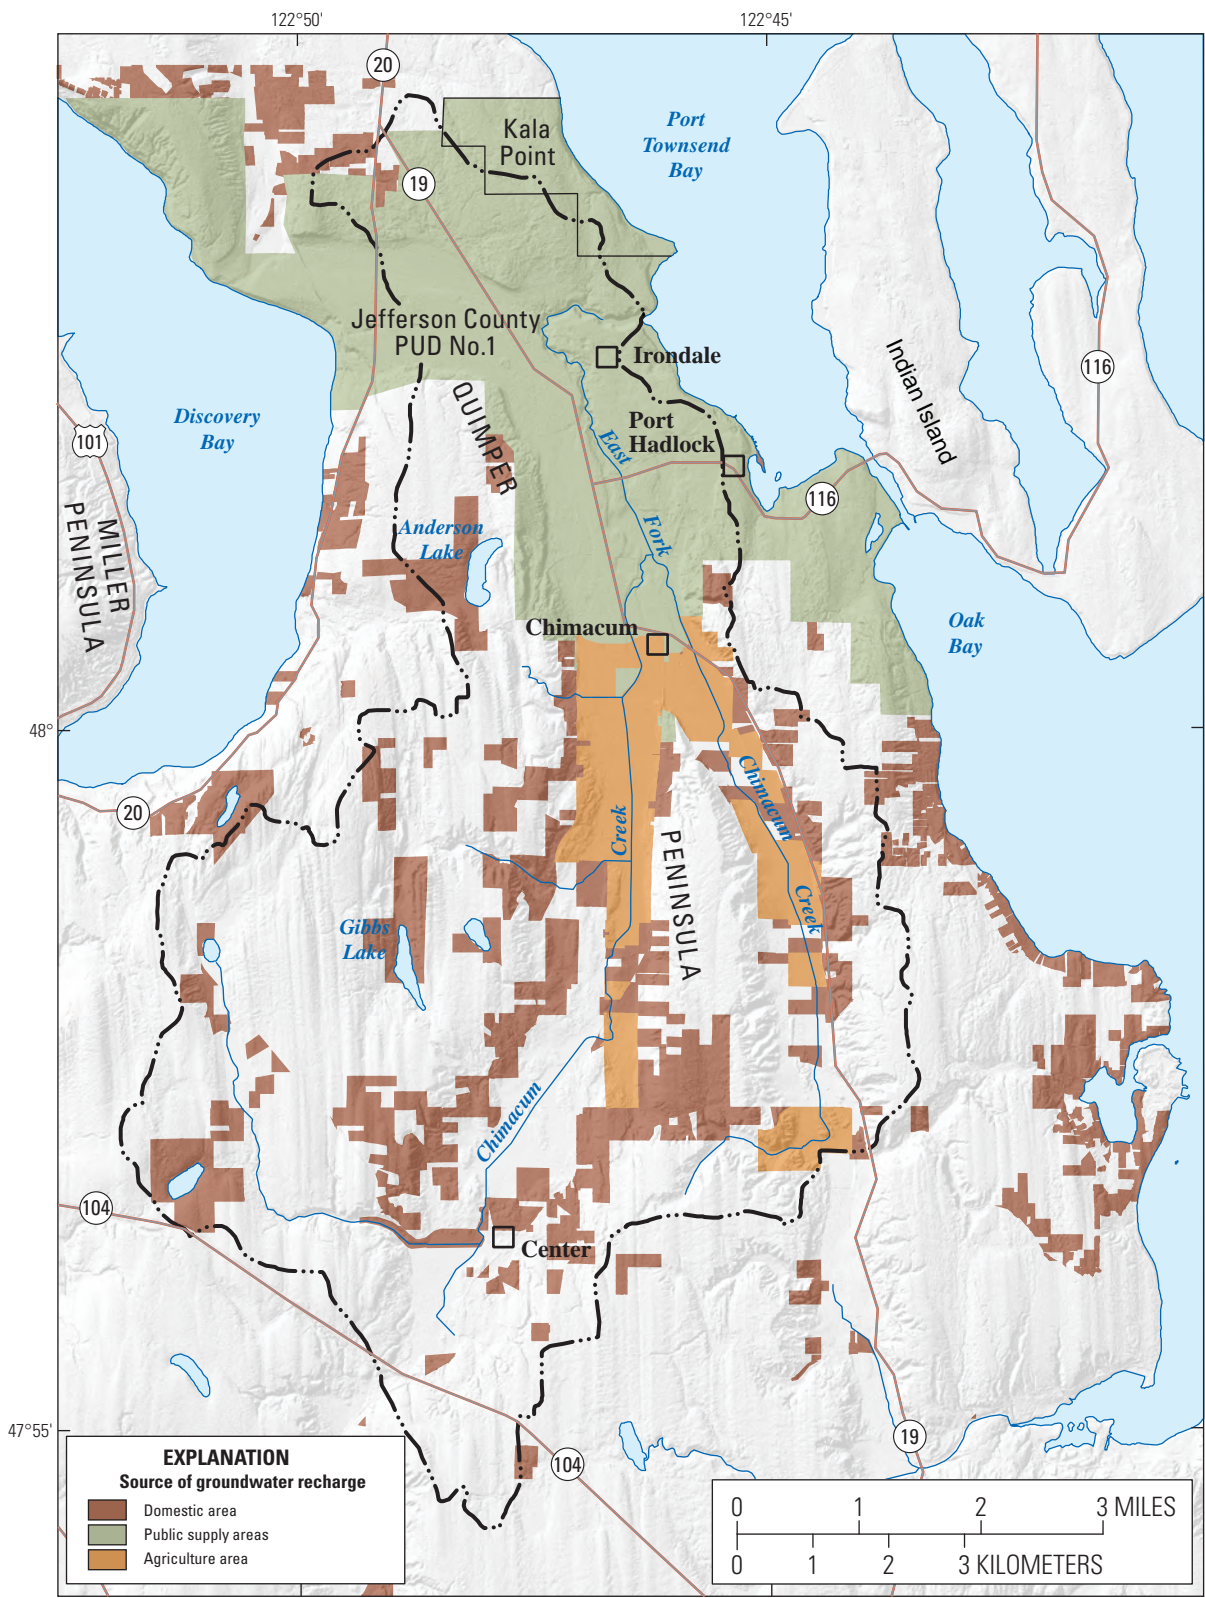 122°50'
122°45'
20
Kala
Point
Port
Townsend
Bay
19
Jefferson County
PUD No.1
Irondale
116
Indian Island
QUIMPER
Discovery
Bay
101
Port
Hadlock
East
116
MILLER
PENINSULA
Anderson
Lake
Fork
Chimacum
Oak
Bay
48°
20
Creek
Chimacum
PENINSULA
Creek
Gibbs
Lake
Chimacum
104
Center
47°55'
19
104
EXPLANATION
Source of groundwater recharge
Domestic area
Public supply areas
Agriculture area
0 1 2 3 MILES
0 1 2 3 KILOMETERS